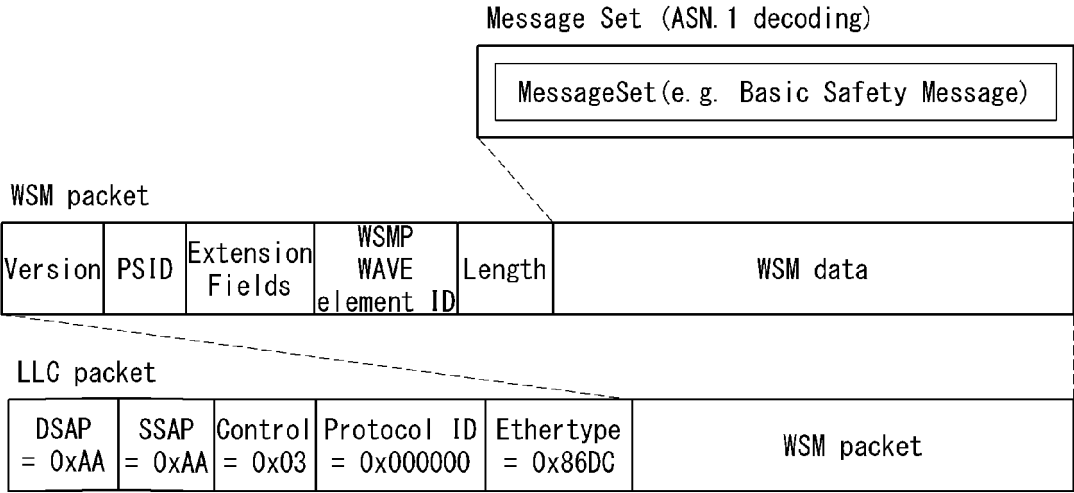 Message Set (ASN.1 decoding)
MessageSet(e.g. Basic Safety Message)
WSM packet
Version
PSID
Extension
Fields
WSMP
WAVE
element ID
Length
WSM data
LLC packet
DSAP
= 0xAA
SSAP
= 0xAA
Control
= 0x03
Protocol ID
= 0x000000
Ethertype
= 0x86DC
WSM packet